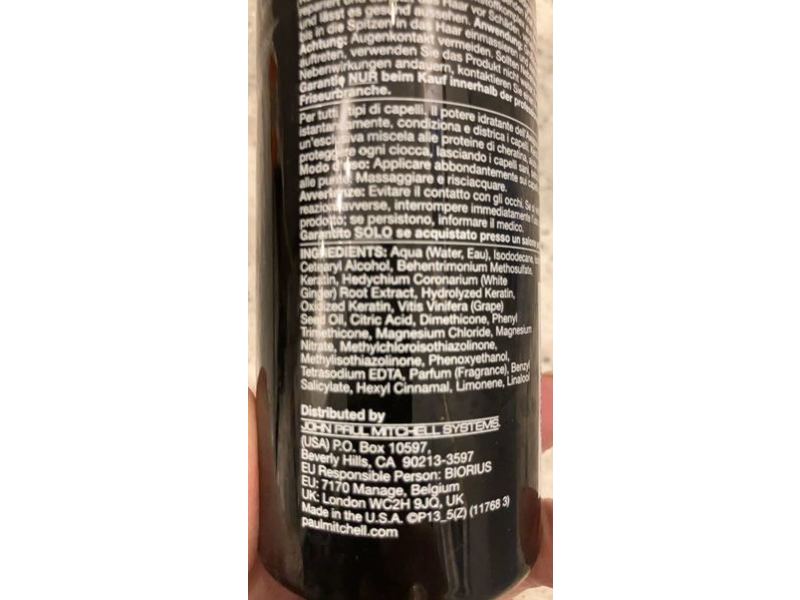 repariert und
und lässt es gesund aussehen. Anwendung:
bis in die Spitzen in das Haar einmassieren und
Achtung: Augenkontakt vermeiden. Sollten
auftreten, verwenden Sie das Produkt nicht
Nebenwirkungen andauern, kontaktieren Sie
Garantie NUR beim Kauf innerhalb der
Friseurbranche.
Per tutti i tipi di capelli. Il potere idratante
istantaneamente, condiziona e districa i capelli.
un'esclusiva miscela alle proteine di cheratina,
proteggere ogni ciocca, lasciando i capelli sani,
Modo d'uso: Applicare abbondantemente sui
alle punte. Massaggiare e risciacquare.
Avvertenze: Evitare il contatto con gli occhi. Se si
reazioni avverse, interrompere immediatamente
prodotto; se persistono, informare il medico.
Garantito SOLO se acquistato presso un salone
INGREDIENTS: Aqua (Water, Eau), Isododecane,
Cetearyl Alcohol, Behentrimonium Methosulfate,
Keratin, Hedychium Coronarium (White
Ginger) Root Extract, Hydrolyzed Keratin,
Oxidized Keratin, Vitis Vinifera (Grape)
Seed Oil, Citric Acid, Dimethicone, Phenyl
Trimethicone, Magnesium Chloride, Magnesium
Nitrate, Methylchloroisothiazolinone,
Methylisothiazolinone, Phenoxyethanol,
Tetrasodium EDTA, Parfum (Fragrance), Benzyl
Salicylate, Hexyl Cinnamal, Limonene, Linalool
Distributed by
JOHN PAUL MITCHELL SYSTEMS.
(USA) P.O. Box 10597,
Beverly Hills, CA 90213-3597
EU Responsible Person: BIORIUS
EU: 7170 Manage, Belgium
UK: London WC2H 9JQ, UK
Made in the U.S.A. ©P13_5(Z) (11768 3)
paulmitchell.com